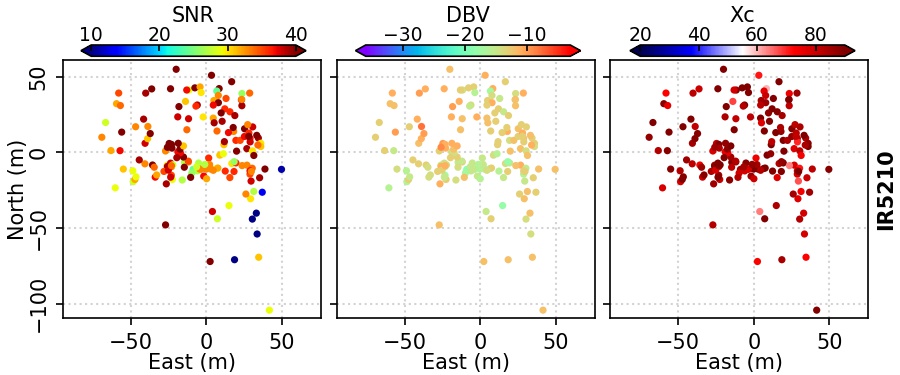 SNR DBV Xc
10 20 30 40 −30 −20 −10 20 40 60 80
50
0
−50
−100
North (m)
−50 0 50 −50 0 50 −50 0 50
East (m) East (m) East (m)
IR5210